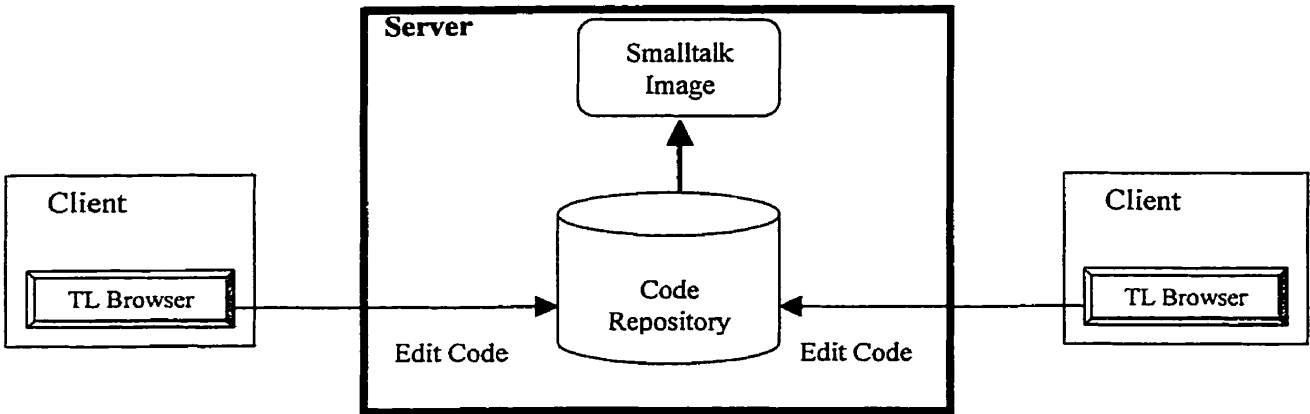 Server
Smalltalk
Image
Client
TL Browser
Code
Repository
Edit Code
Edit Code
Client
TL Browser